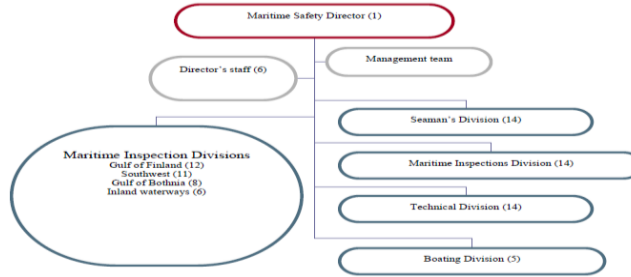 Maritime Safety Director (1)
Director's staff (6)
Management team
Seaman's Division (14)
Maritime Inspection Divisions
Gulf of Finland (12)
Southwest (11)
Gulf of Bothnia (8)
Inland waterways (6)
Maritime Inspections Division (14)
Technical Division (14)
Boating Division (5)